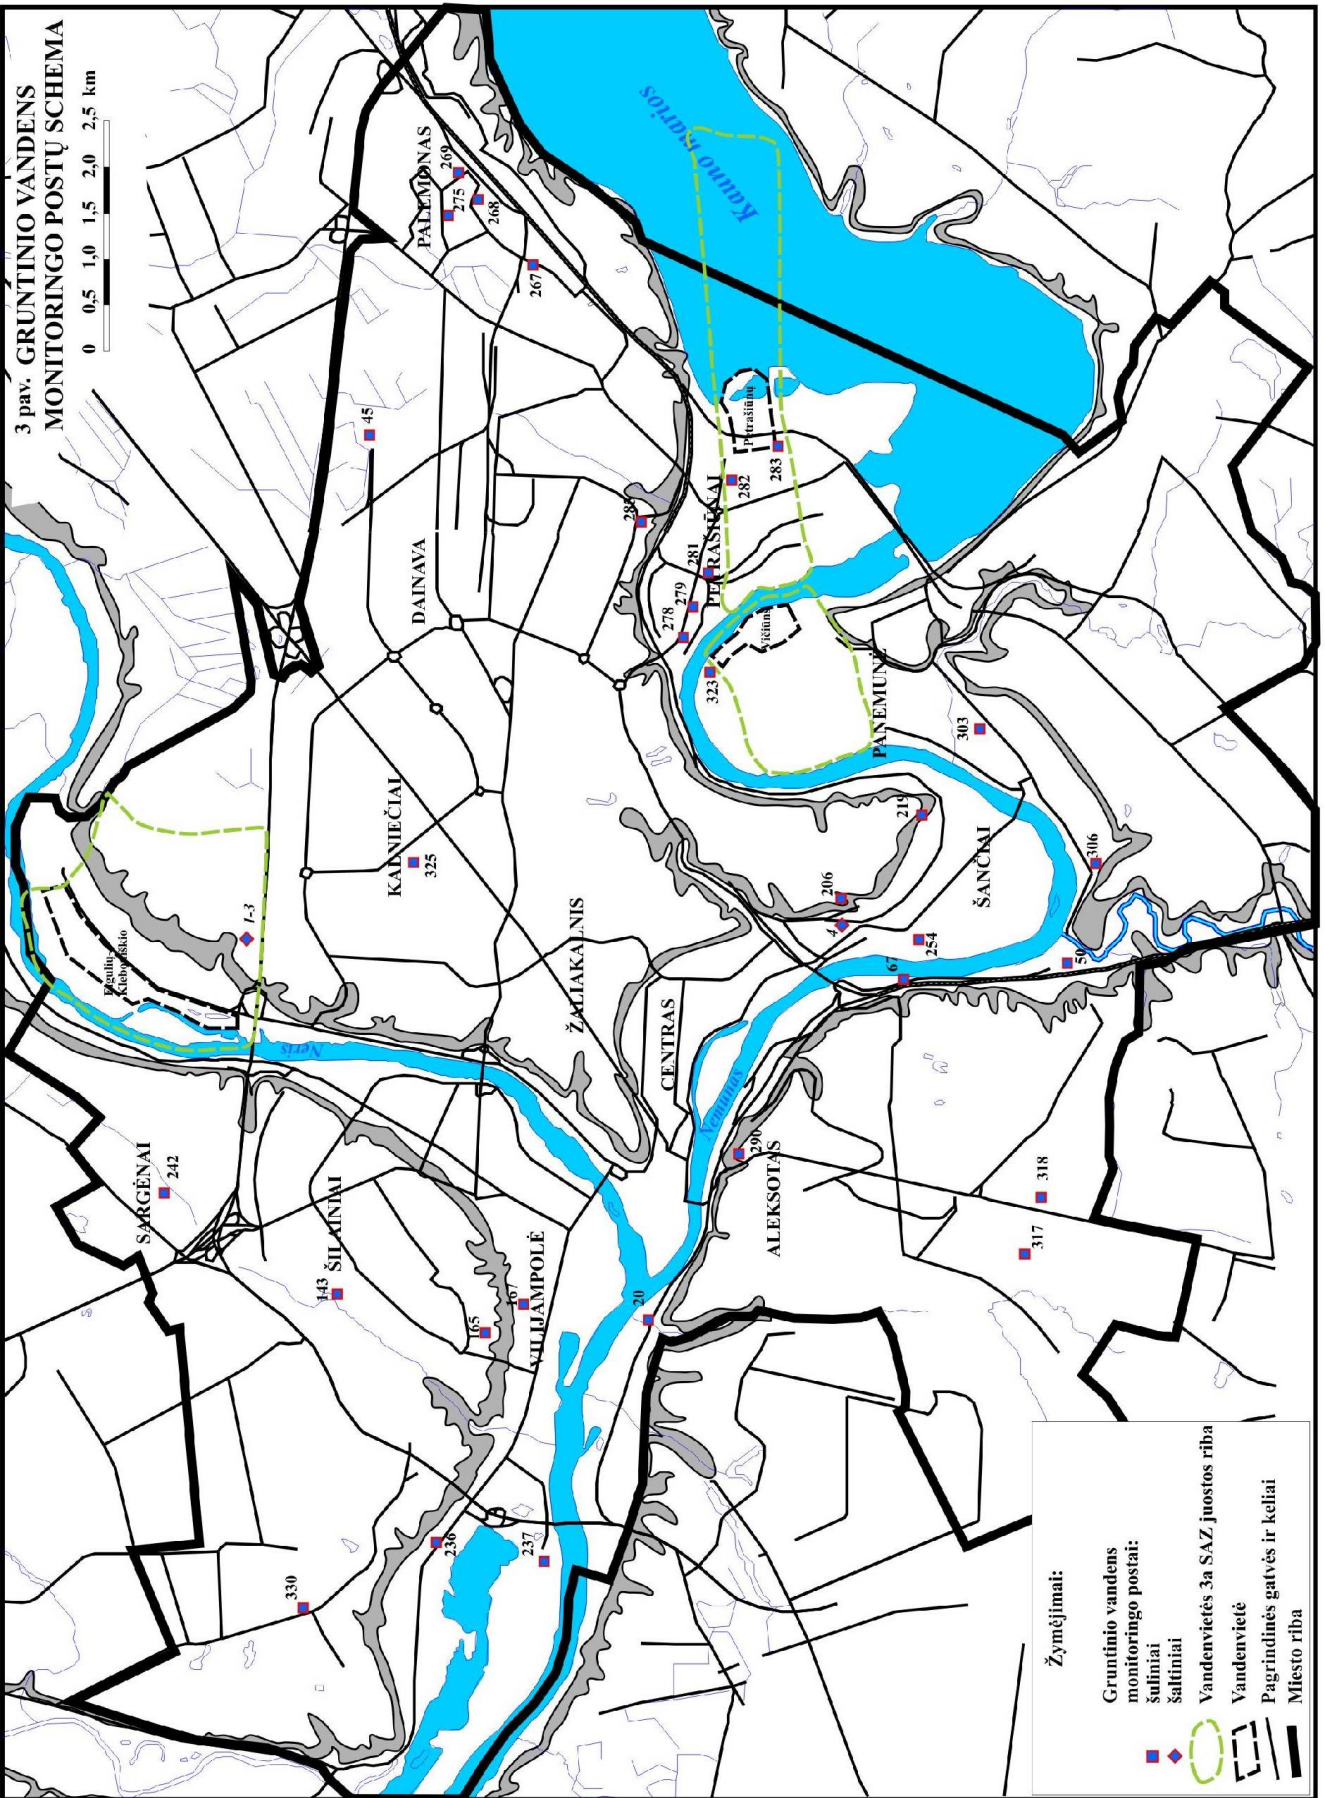 3 pav. GRUNTINIO VANDENS
MONITORINGO POSTŲ SCHEMA
0 0,5 1,0 1,5 2,0 2,5 km
PALEMONAS
269
275
268
267
45
Kauno marios
DAINAVA
Petrašiūnų
283
282
PETRAŠIŪNAI
281
279
278
323
PANEMUNĖ
303
KALNIEČIAI
325
1-3
Eigulių-
Kleboniškio
Neris
ŽALIAKALNIS
CENTRAS
Nemunas
219
206
4
254
ŠANČIAI
306
67
50
SARGĖNAI
242
ŠILAINIAI
143
VILIJAMPOLĖ
167
165
20
290
ALEKSOTAS
318
317
236
237
330
Žymėjimai:
Gruntinio vandens
monitoringo postai:
šuliniai
šaltiniai
Vandenvietės 3a SAZ juostos riba
Vandenvietė
Pagrindinės gatvės ir keliai
Miesto riba